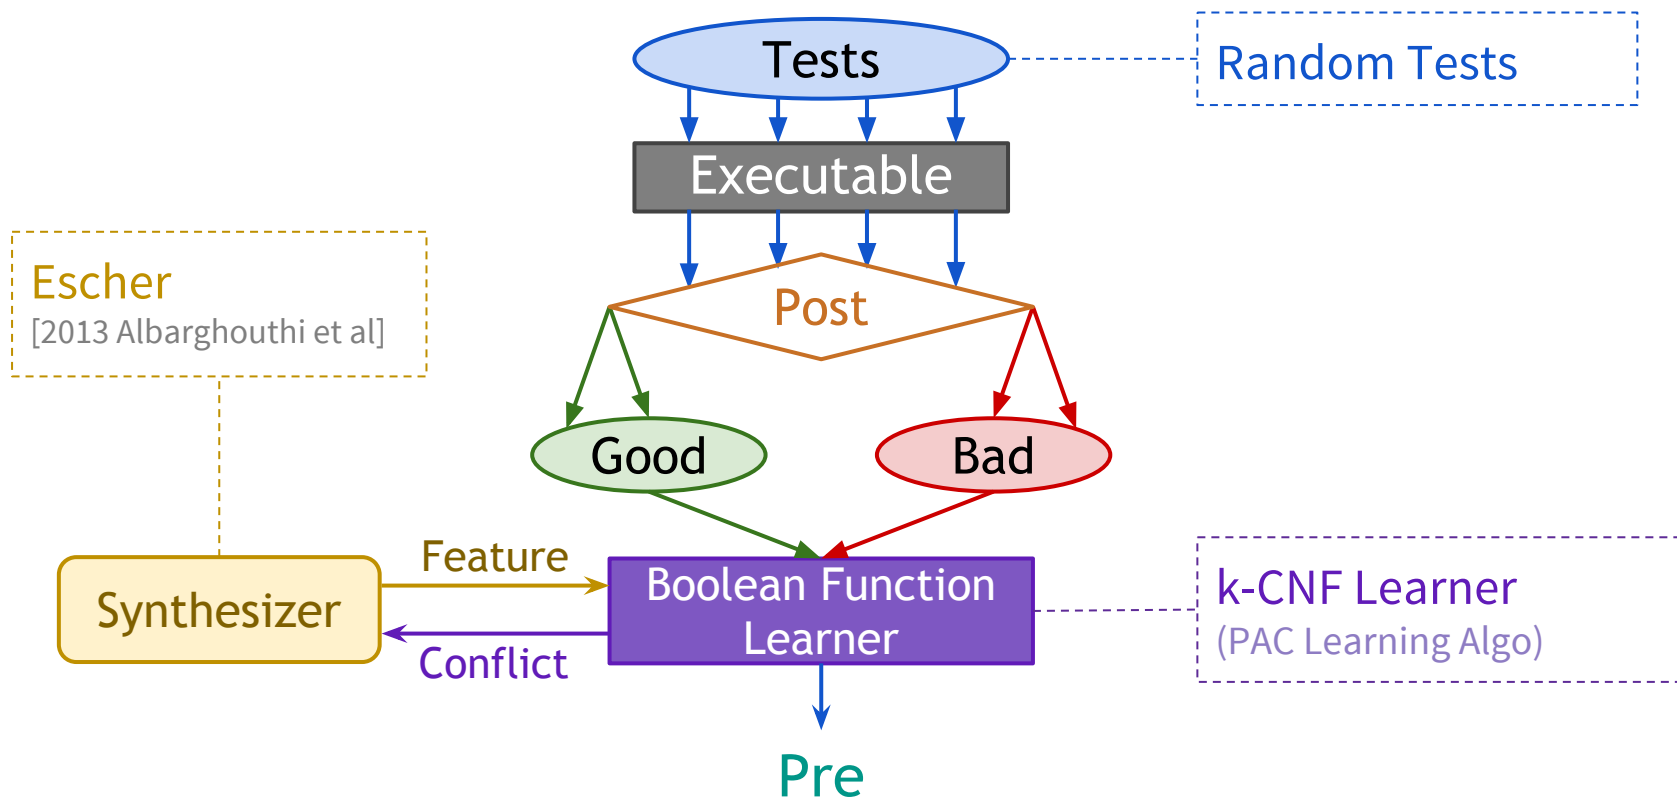 Tests
Random Tests
Executable
Escher
[2013 Albarghouthi et al]
Post
Good
Bad
Feature
Synthesizer
Conflict
Boolean Function
Learner
k-CNF Learner
(PAC Learning Algo)
Pre